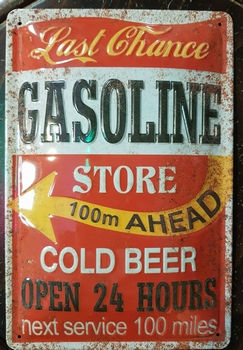 Last Chance
GASOLINE
STORE
100m AHEAD
COLD BEER
OPEN 24 HOURS
next service 100 miles